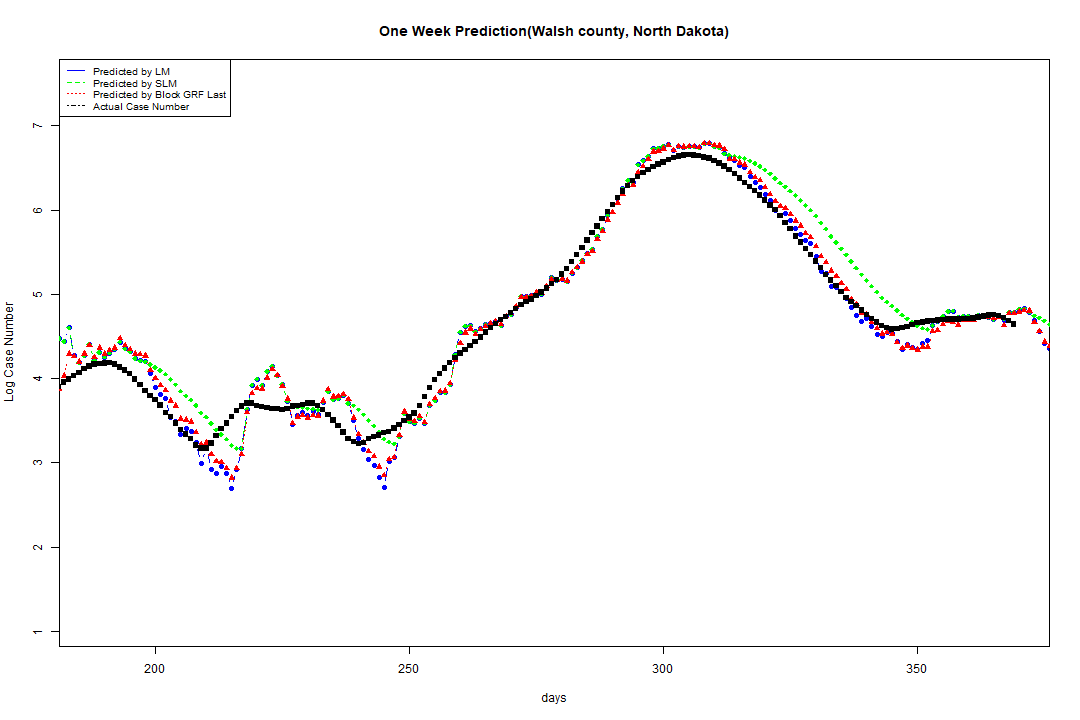 One Week Prediction(Walsh county, North Dakota)
Predicted by LM
Predicted by SLM
Predicted by Block GRF Last
Actual Case Number
7
6
5
4
3
2
1
Log Case Number
200 250 300 350
days